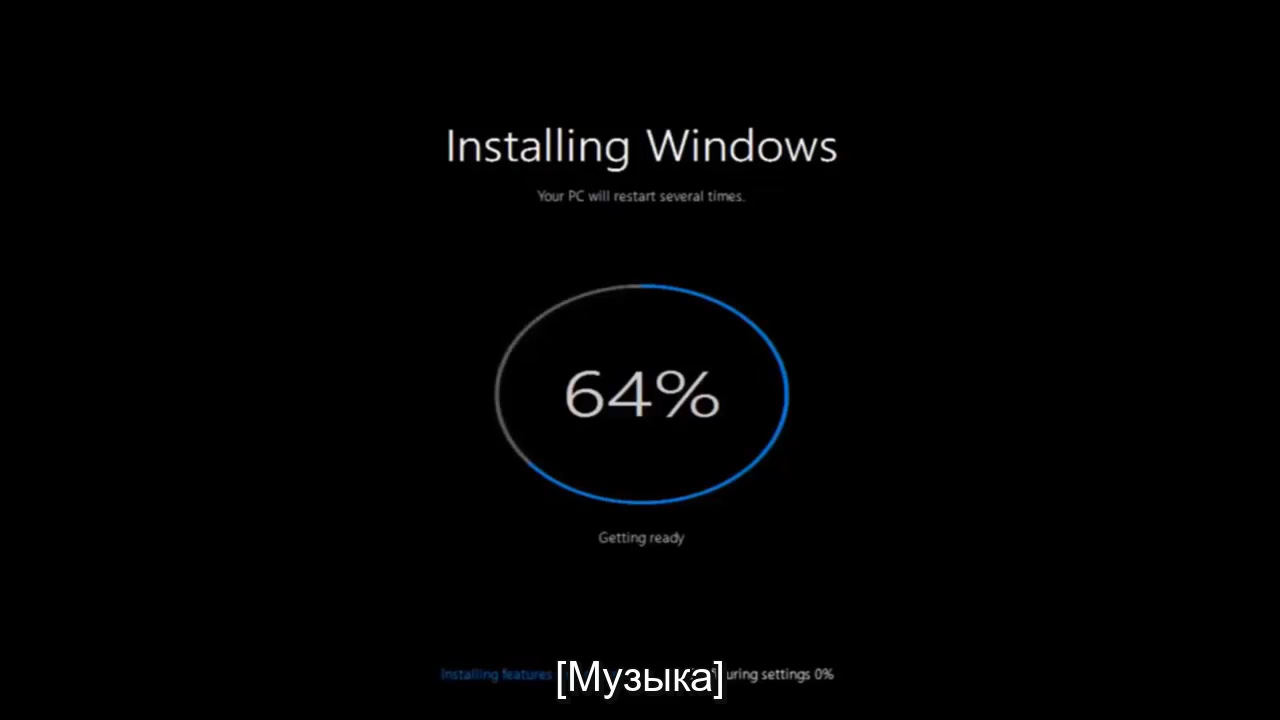 Installing Windows
Your PC will restart several times.
64%
Getting ready
Installing features [Музыка] uring settings 0%